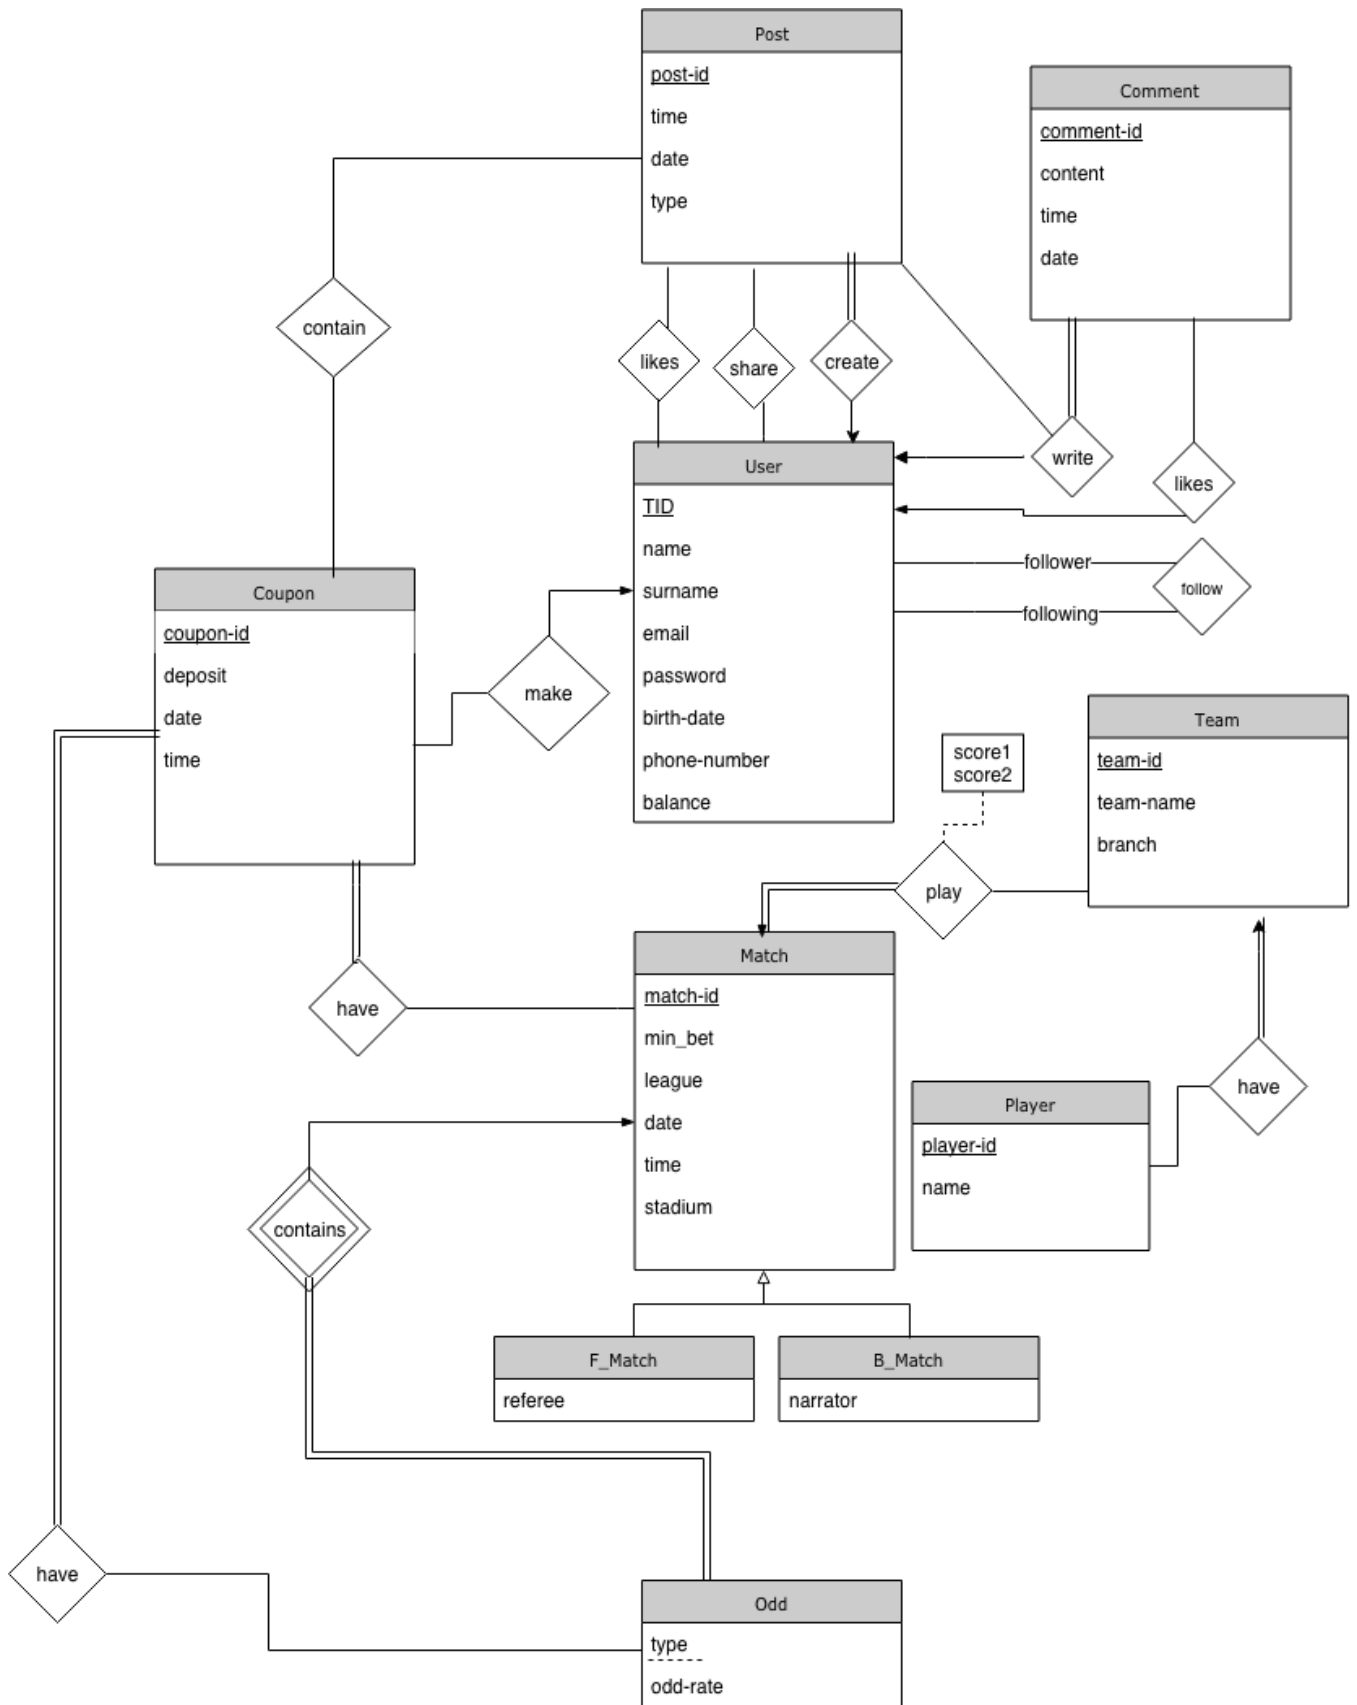 Post
post-id
time
date
type
Comment
comment-id
content
time
date
contain
likes
share
create
write
likes
User
TID
name
surname
email
password
birth-date
phone-number
balance
follower
following
follow
Coupon
coupon-id
deposit
date
time
make
Team
team-id
team-name
branch
score1
score2
play
Match
match-id
min_bet
league
date
time
stadium
have
Player
player-id
name
have
contains
F_Match
referee
B_Match
narrator
have
Odd
type
odd-rate